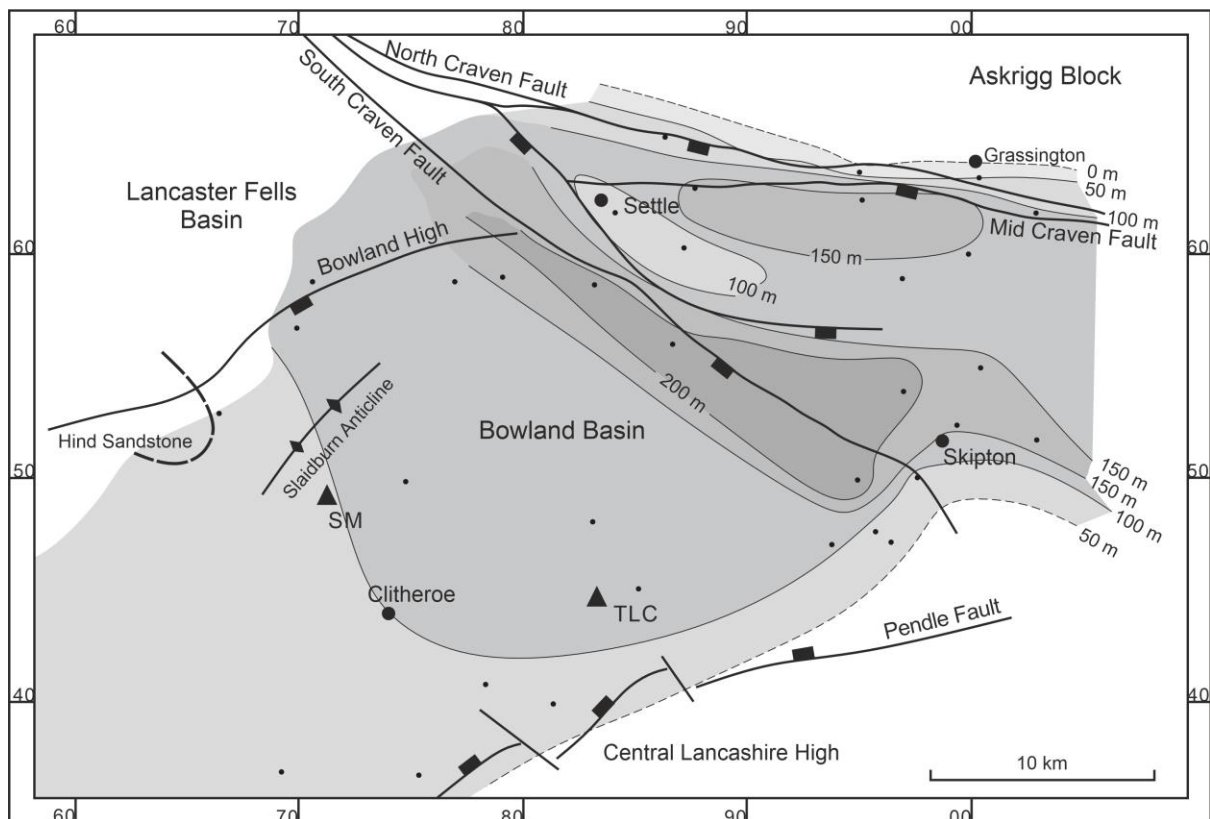 60
70
80
90
00
North Craven Fault
South Craven Fault
Askrigg Block
Grassington
0 m
50 m
100 m
Mid Craven Fault
Lancaster Fells
Basin
Settle
150 m
60
60
Bowland High
100 m
200 m
Slaidburn Anticline
Hind Sandstone
Bowland Basin
Skipton
50
50
150 m
150 m
100 m
50 m
SM
Clitheroe
TLC
Pendle Fault
40
40
Central Lancashire High
10 km
60
70
80
90
00